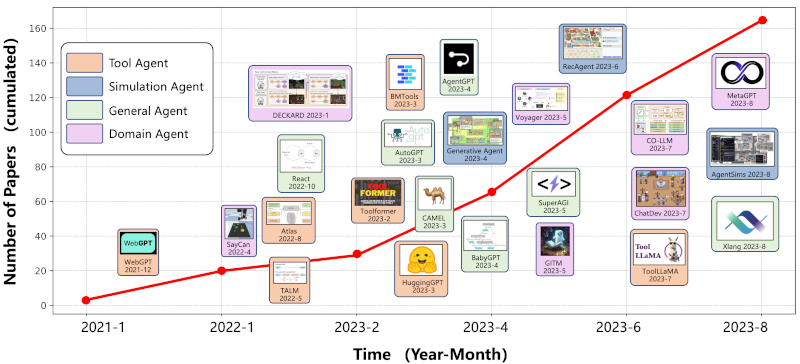 Number of Papers (cumulated)
160
140
120
100
80
60
40
20
0
Tool Agent
Simulation Agent
General Agent
Domain Agent
DECKARD 2023-1
BMTools
2023-3
AgentGPT
2023-4
RecAgent 2023-6
MetaGPT
2023-8
Voyager 2023-5
Auto
gpt
AutoGPT
2023-3
Generative Agent
2023-4
CO-LLM
2023-7
AgentSims 2023-8
React
2022-10
TOOL
FORMER
Toolformer
2023-2
CAMEL
2023-3
SuperAGI
2023-5
ChatDev 2023-7
Xlang 2023-8
WebGPT
WebGPT
2021-12
SayCan
2022-4
Atlas
2022-8
HuggingGPT
2023-3
BabyGPT
2023-4
GITM
2023-5
Tool
LLaMA
ToolLLaMA
2023-7
TALM
2022-5
2021-1
2022-1
2023-2
2023-4
2023-6
2023-8
Time (Year-Month)